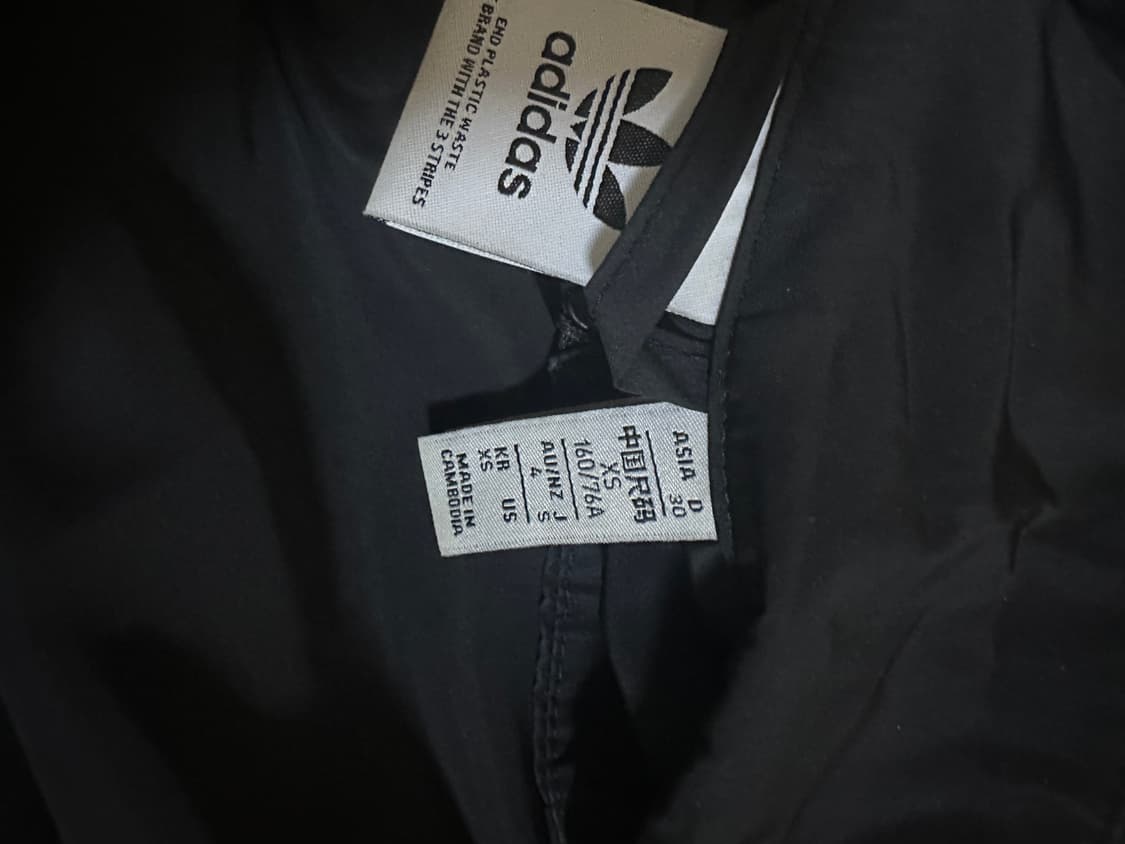 adidas
END PLASTIC WASTE
BRAND WITH THE 3 STRIPES
ASIA D
30
中国尺码
XS
160/76A
AU/NZ J
4 S
KR US
XS
MADE IN
CAMBODIA